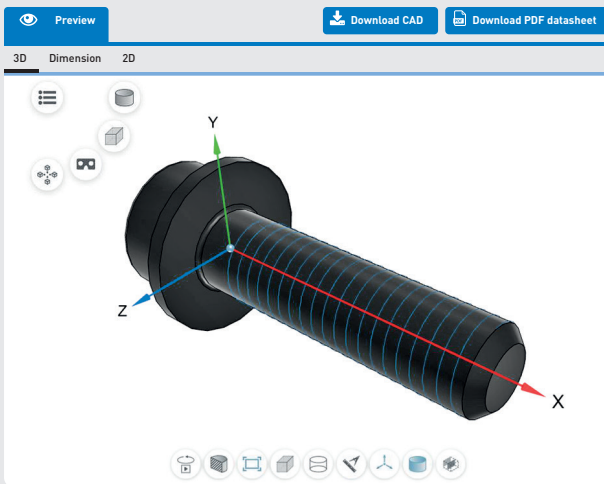 Preview
Download CAD
Download PDF datasheet
3D Dimension 2D
Y
Z
X